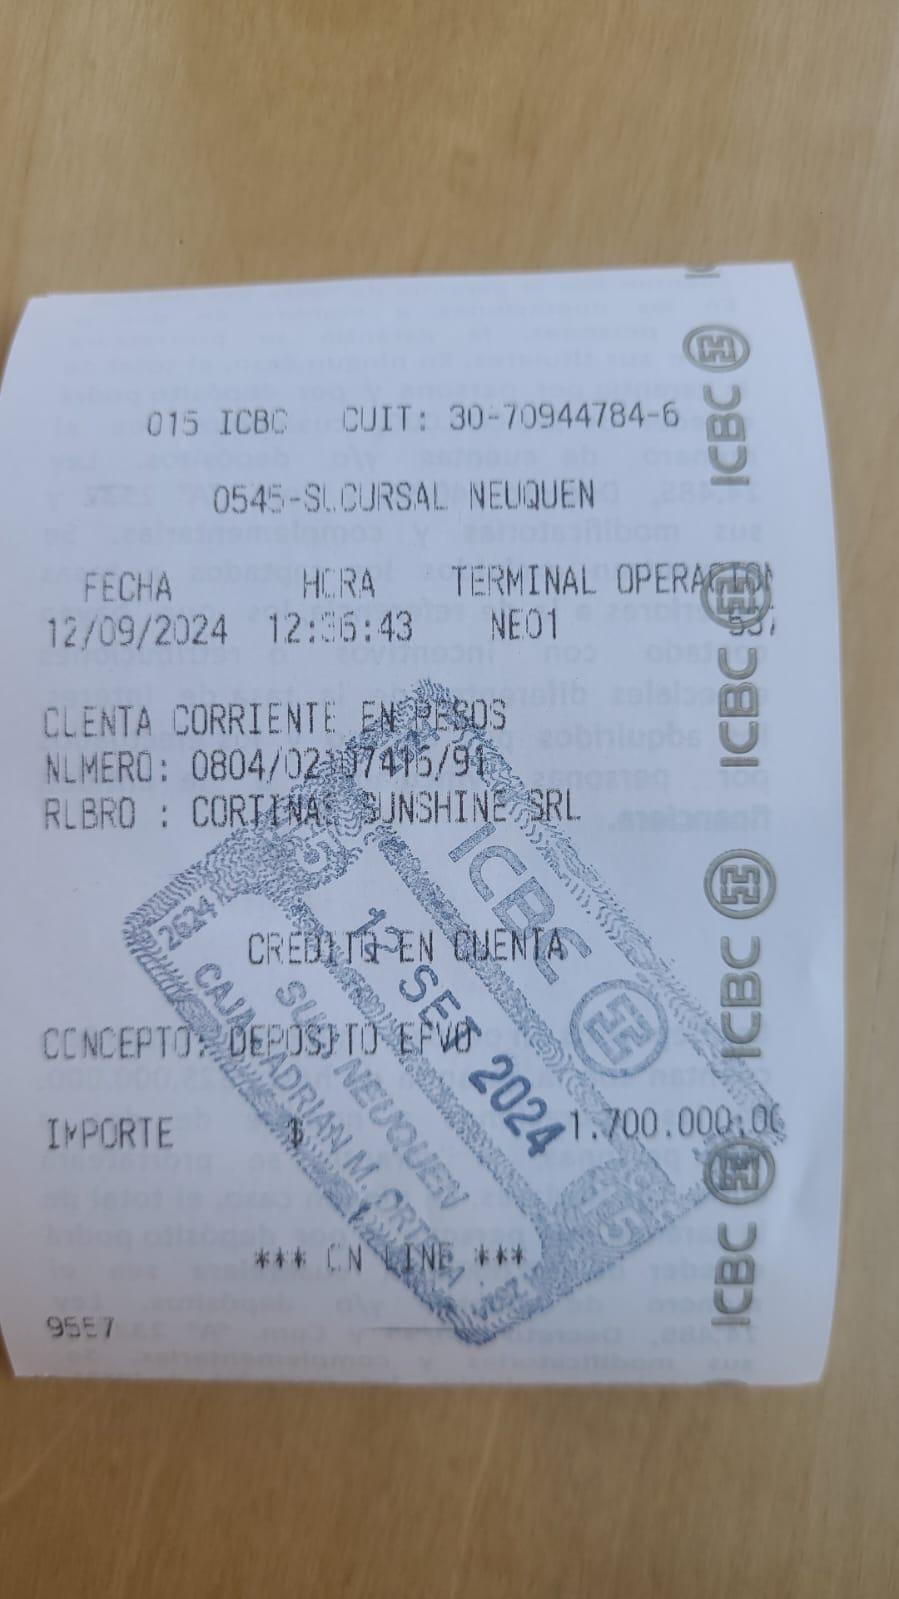 015 ICBC CUIT: 30-70944784-6
0545-SUCURSAL NEUQUEN
FECHA HORA TERMINAL OPERACION
12/09/2024 12:36:43 NE01
CUENTA CORRIENTE EN PESOS
NUMERO: 0804/02107416/91
RUBRO : CORTINAS SUNSHINE SRL
CREDITO EN CUENTA
CONCEPTO: DEPOSITO EFVO
IMPORTE $ 1.700.000,00
*** ON LINE ***
9557
ICBC
12 SET 2024
SUC. NEUQUEN
CAJA ADRIAN M. ORTEGA
2624
ICBC
ICBC
ICBC
ICBC